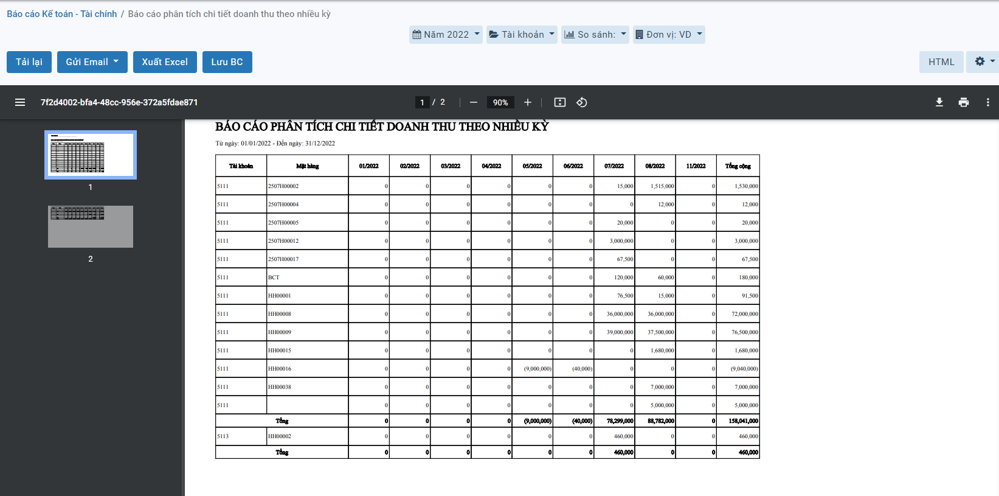 Báo cáo Kế toán - Tài chính / Báo cáo phân tích chi tiết doanh thu theo nhiều kỳ
Năm 2022 Tài khoản So sánh: Đơn vị: VD
Tải lại Gửi Email Xuất Excel Lưu BC HTML
7f2d4002-bfa4-48cc-956e-372a5fdae871 1 / 2 90%
1
2
BÁO CÁO PHÂN TÍCH CHI TIẾT DOANH THU THEO NHIỀU KỲ
Từ ngày: 01/01/2022 - Đến ngày: 31/12/2022
Tài khoản Mặt hàng 01/2022 02/2022 03/2022 04/2022 05/2022 06/2022 07/2022 08/2022 11/2022 Tổng cộng
5111 2507H00002 0 0 0 0 0 0 15,000 1,515,000 0 1,530,000
5111 2507H00004 0 0 0 0 0 0 0 12,000 0 12,000
5111 2507H00005 0 0 0 0 0 0 20,000 0 0 20,000
5111 2507H00012 0 0 0 0 0 0 3,000,000 0 0 3,000,000
5111 2507H00017 0 0 0 0 0 0 67,500 0 0 67,500
5111 BCT 0 0 0 0 0 0 120,000 60,000 0 180,000
5111 HH00001 0 0 0 0 0 0 76,500 15,000 0 91,500
5111 HH00008 0 0 0 0 0 0 36,000,000 36,000,000 0 72,000,000
5111 HH00009 0 0 0 0 0 0 39,000,000 37,500,000 0 76,500,000
5111 HH00015 0 0 0 0 0 0 0 1,680,000 0 1,680,000
5111 HH00016 0 0 0 0 (9,000,000) (40,000) 0 0 0 (9,040,000)
5111 HH00038 0 0 0 0 0 0 0 7,000,000 0 7,000,000
5111 0 0 0 0 0 0 0 5,000,000 0 5,000,000
Tổng 0 0 0 0 (9,000,000) (40,000) 78,299,000 88,782,000 0 158,041,000
5113 HH00002 0 0 0 0 0 0 460,000 0 0 460,000
Tổng 0 0 0 0 0 0 460,000 0 0 460,000